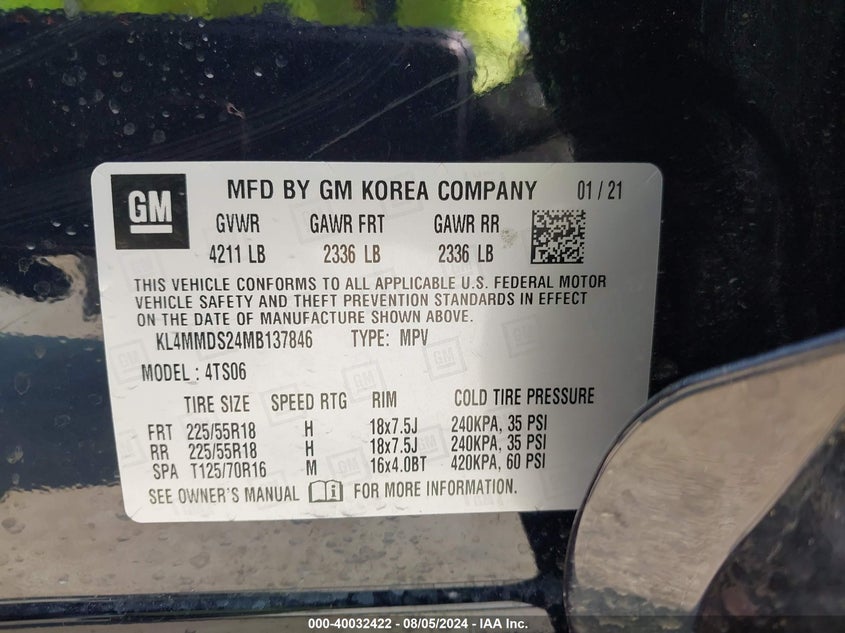 GM
MFD BY GM KOREA COMPANY 01 / 21
GVWR GAWR FRT GAWR RR
4211 LB 2336 LB 2336 LB
THIS VEHICLE CONFORMS TO ALL APPLICABLE U.S. FEDERAL MOTOR
VEHICLE SAFETY AND THEFT PREVENTION STANDARDS IN EFFECT
ON THE DATE OF MANUFACTURE SHOWN ABOVE.
KL4MMDS24MB137846 TYPE: MPV
MODEL : 4TS06
TIRE SIZE SPEED RTG RIM COLD TIRE PRESSURE
FRT 225/55R18 H 18x7.5J 240KPA, 35 PSI
RR 225/55R18 H 18x7.5J 240KPA, 35 PSI
SPA T125/70R16 M 16x4.0BT 420KPA, 60 PSI
SEE OWNER'S MANUAL FOR MORE INFORMATION.
000-40032422 - 08/05/2024 - IAA Inc.